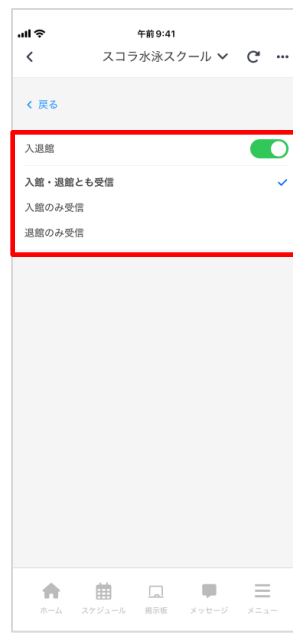 午前9:41
スコラ水泳スクール
戻る
入退館
入館・退館とも受信
入館のみ受信
退館のみ受信
ホーム スケジュール 掲示板 メッセージ メニュー